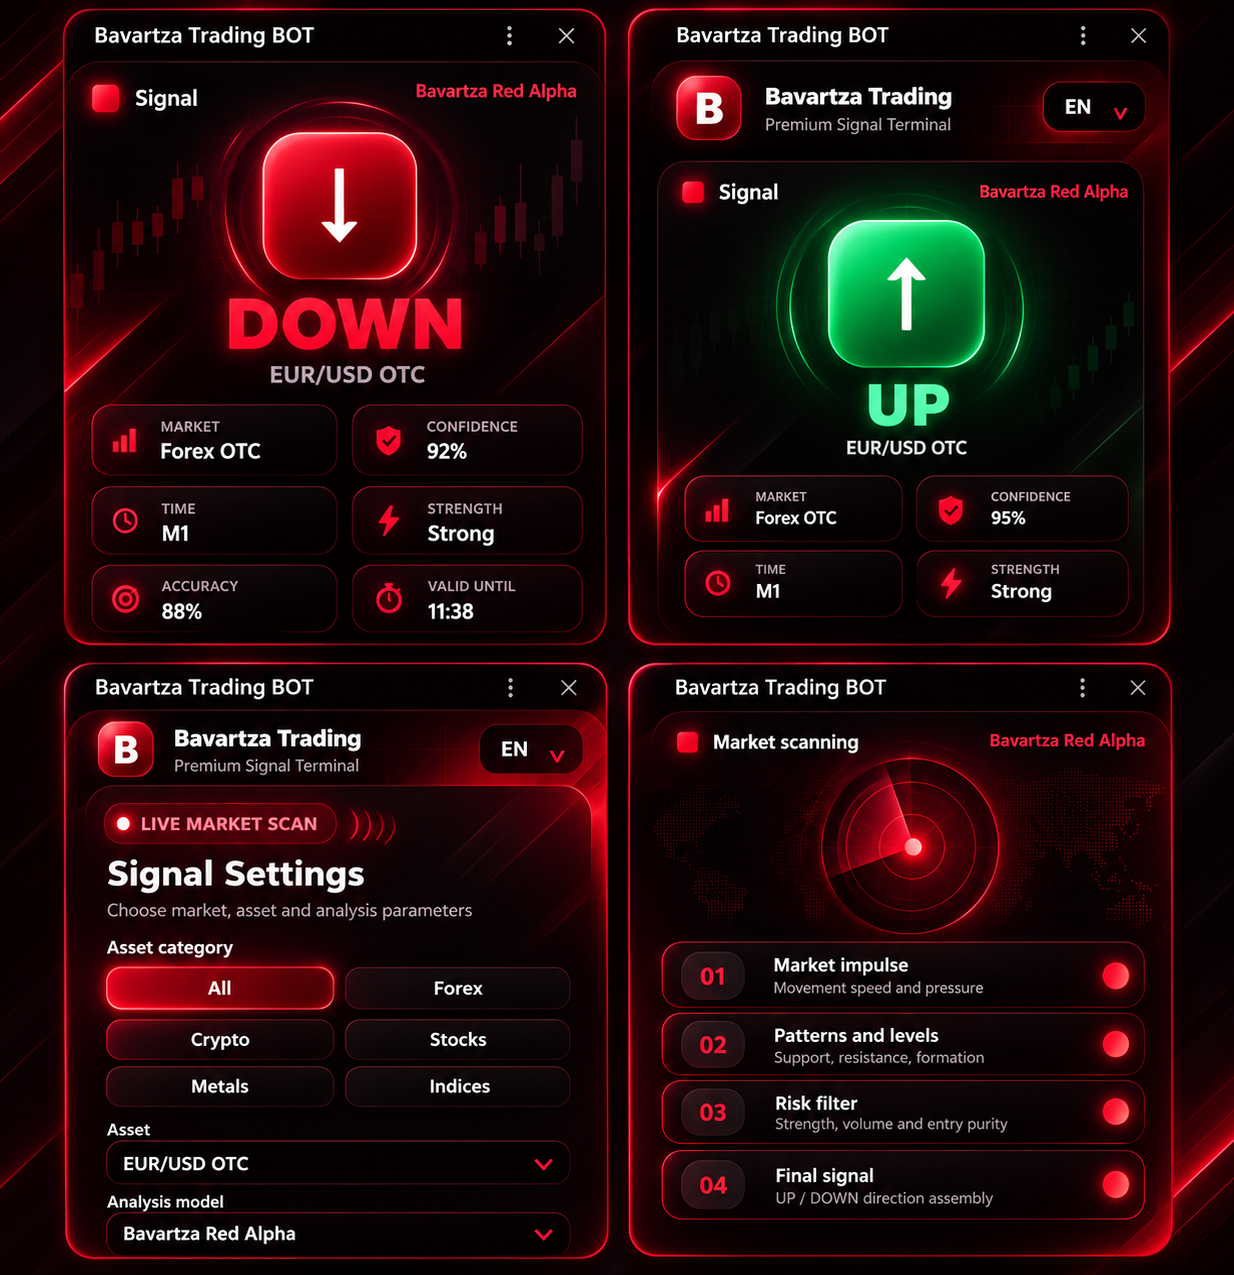 Bavartza Trading BOT
Signal
Bavartza Red Alpha
DOWN
EUR/USD OTC
MARKET
Forex OTC
CONFIDENCE
92%
TIME
M1
STRENGTH
Strong
ACCURACY
88%
VALID UNTIL
11:38
Bavartza Trading BOT
B
Bavartza Trading
Premium Signal Terminal
EN
Signal
Bavartza Red Alpha
UP
EUR/USD OTC
MARKET
Forex OTC
CONFIDENCE
95%
TIME
M1
STRENGTH
Strong
Bavartza Trading BOT
B
Bavartza Trading
Premium Signal Terminal
EN
LIVE MARKET SCAN
Signal Settings
Choose market, asset and analysis parameters
Asset category
All
Forex
Crypto
Stocks
Metals
Indices
Asset
EUR/USD OTC
Analysis model
Bavartza Red Alpha
Bavartza Trading BOT
Market scanning
Bavartza Red Alpha
01
Market impulse
Movement speed and pressure
02
Patterns and levels
Support, resistance, formation
03
Risk filter
Strength, volume and entry purity
04
Final signal
UP / DOWN direction assembly